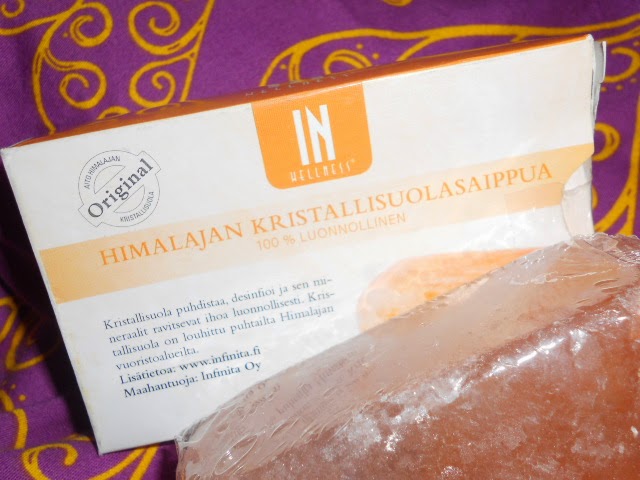 IN
WELLNESS™
AITO HIMALAJAN
Original
KRISTALLISUOLA
HIMALAJAN KRISTALLISUOLASAIPPUA
100 % LUONNOLLINEN
Kristallisuola puhdistaa, desinfioi ja sen mi-
neraalit ravitsevat ihoa luonnollisesti. Kris-
tallisuola on louhittu puhtailta Himalajan
vuoristoalueilta.
Lisätietoa: www.infinita.fi
Maahantuoja: Infinita Oy